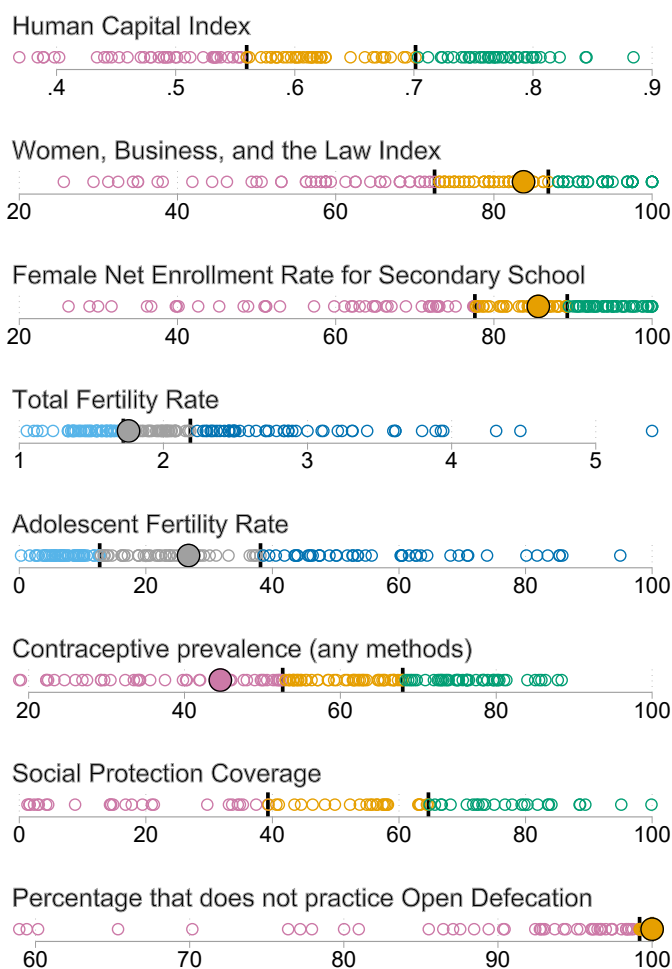 Human Capital Index
.4 .5 .6 .7 .8 .9
Women, Business, and the Law Index
20 40 60 80 100
Female Net Enrollment Rate for Secondary School
20 40 60 80 100
Total Fertility Rate
1 2 3 4 5
Adolescent Fertility Rate
0 20 40 60 80 100
Contraceptive prevalence (any methods)
20 40 60 80 100
Social Protection Coverage
0 20 40 60 80 100
Percentage that does not practice Open Defecation
60 70 80 90 100